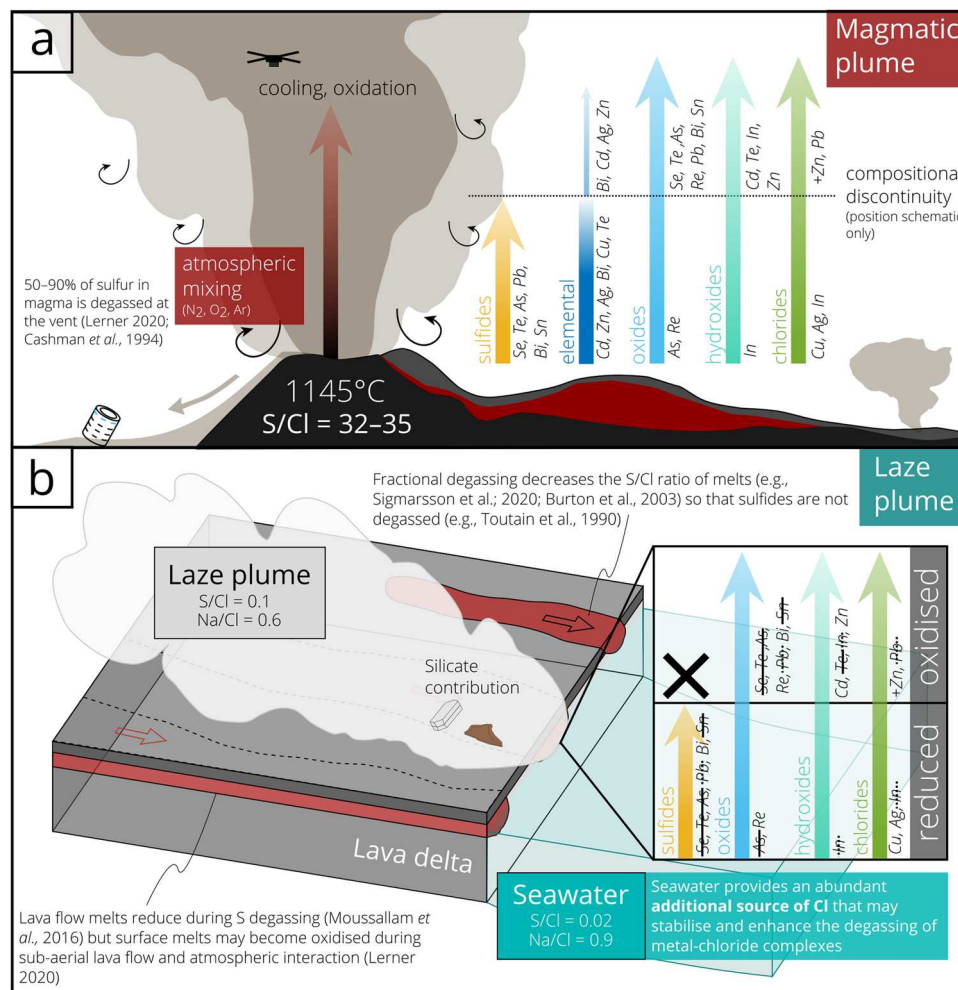 a
Magmatic
plume
cooling, oxidation
50–90% of sulfur in
magma is degassed at
the vent (Lerner 2020;
Cashman et al., 1994)
atmospheric
mixing
(N2, O2, Ar)
1145°C
S/Cl = 32–35
sulfides
Se, Te, As, Pb,
Bi, Sn
elemental
Cd, Zn, Ag, Bi, Cu, Te
Bi, Cd, Ag, Zn
oxides
As, Re
Se, Te ,As,
Re, Pb, Bi, Sn
hydroxides
In
Cd, Te, In,
Zn
chlorides
Cu, Ag, In
+Zn, Pb
compositiona
discontinuity
(position schematic
only)
b
Laze
plume
Fractional degassing decreases the S/Cl ratio of melts (e.g.,
Sigmarsson et al.; 2020; Burton et al., 2003) so that sulfides are not
degassed (e.g., Toutain et al., 1990)
Laze plume
S/Cl = 0.1
Na/Cl = 0.6
Silicate
contribution
Lava delta
sulfides
Se, Te, As, Pb, Bi, Sn
oxides
As, Re
Se, Te As,
Re, Pb, Bi, Sn
hydroxides
In
Cd, Te, In, Zn
chlorides
Cu, Ag, In
+Zn, Pb
oxidised
reduced
Seawater
S/Cl = 0.02
Na/Cl = 0.9
Seawater provides an abundant
additional source of Cl that may
stabilise and enhance the degassing of
metal-chloride complexes
Lava flow melts reduce during S degassing (Moussallam et
al., 2016) but surface melts may become oxidised during
sub-aerial lava flow and atmospheric interaction (Lerner
2020)